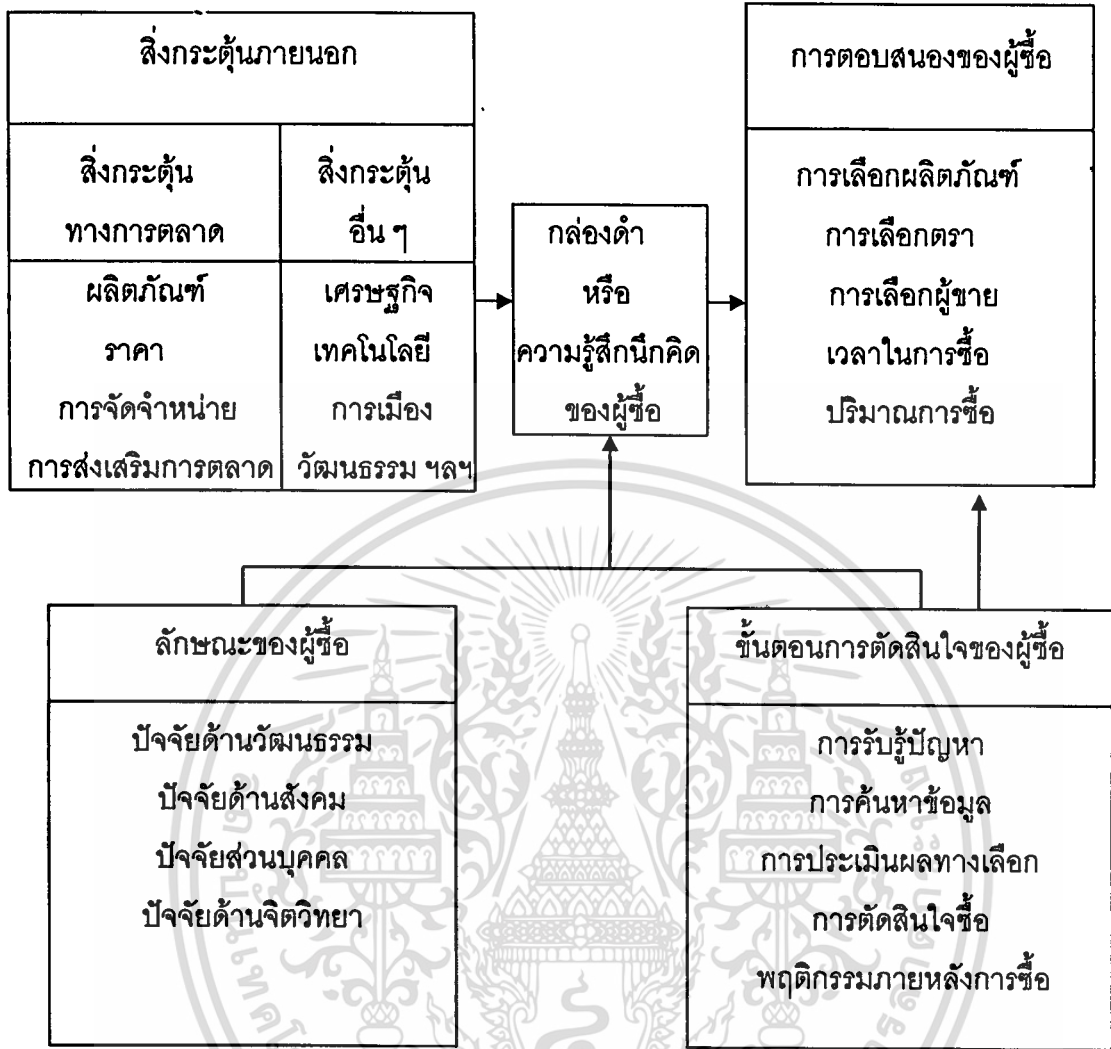 สิ่งกระตุ้นภายนอก
สิ่งกระตุ้น
ทางการตลาด
สิ่งกระตุ้น
อื่น ๆ
ผลิตภัณฑ์
ราคา
การจัดจำหน่าย
การส่งเสริมการตลาด
เศรษฐกิจ
เทคโนโลยี
การเมือง
วัฒนธรรม ฯลฯ
กล่องดำ
หรือ
ความรู้สึกนึกคิด
ของผู้ซื้อ
การตอบสนองของผู้ซื้อ
การเลือกผลิตภัณฑ์
การเลือกตรา
การเลือกผู้ขาย
เวลาในการซื้อ
ปริมาณการซื้อ
ลักษณะของผู้ซื้อ
ปัจจัยด้านวัฒนธรรม
ปัจจัยด้านสังคม
ปัจจัยส่วนบุคคล
ปัจจัยด้านจิตวิทยา
ขั้นตอนการตัดสินใจของผู้ซื้อ
การรับรู้ปัญหา
การค้นหาข้อมูล
การประเมินผลทางเลือก
การตัดสินใจซื้อ
พฤติกรรมภายหลังการซื้อ